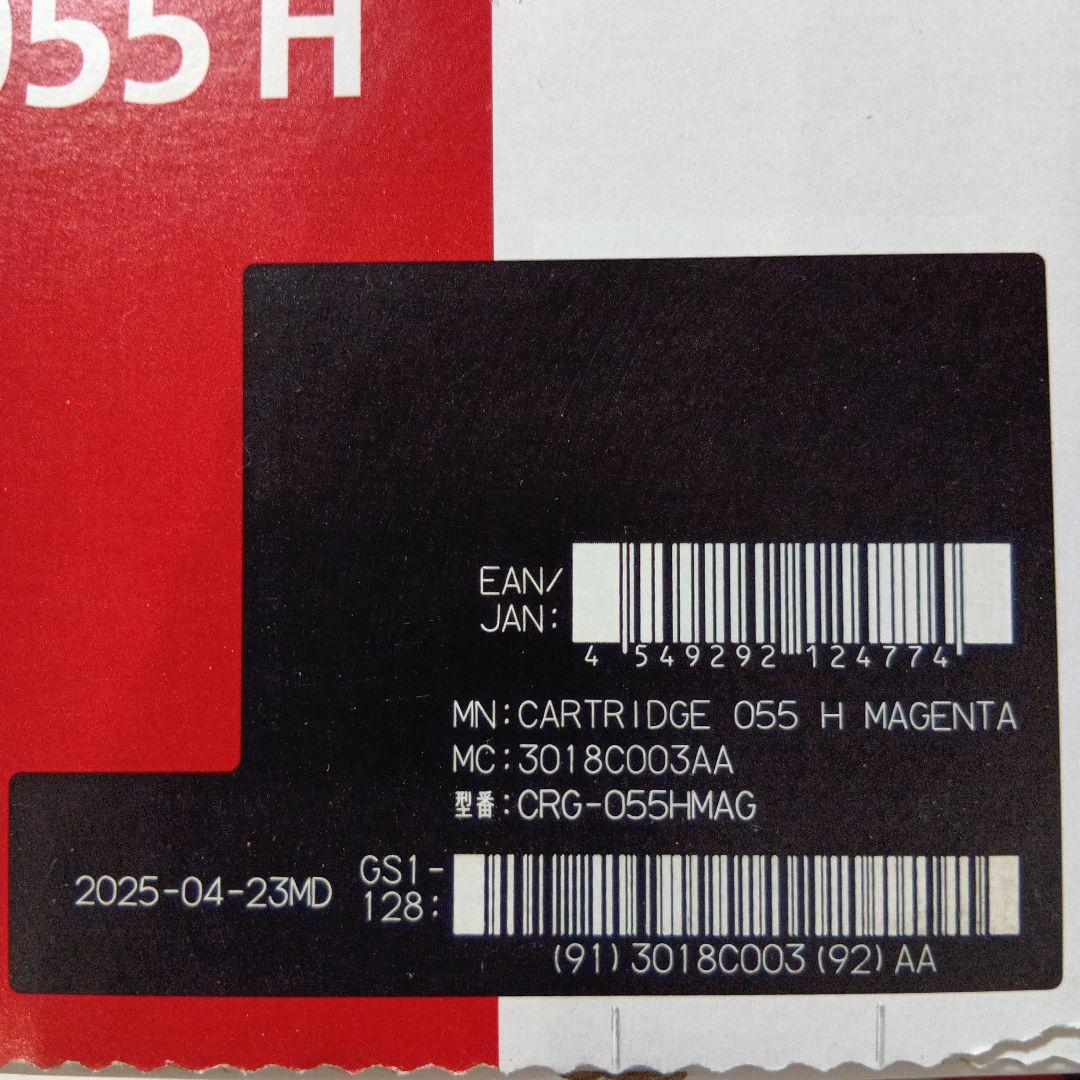 055 H
EAN/
JAN:
4 549292 124774
MN:CARTRIDGE 055 H MAGENTA
MC:3018C003AA
型番:CRG-055HMAG
2025-04-23MD
GS1-
128:
(91)3018C003(92)AA